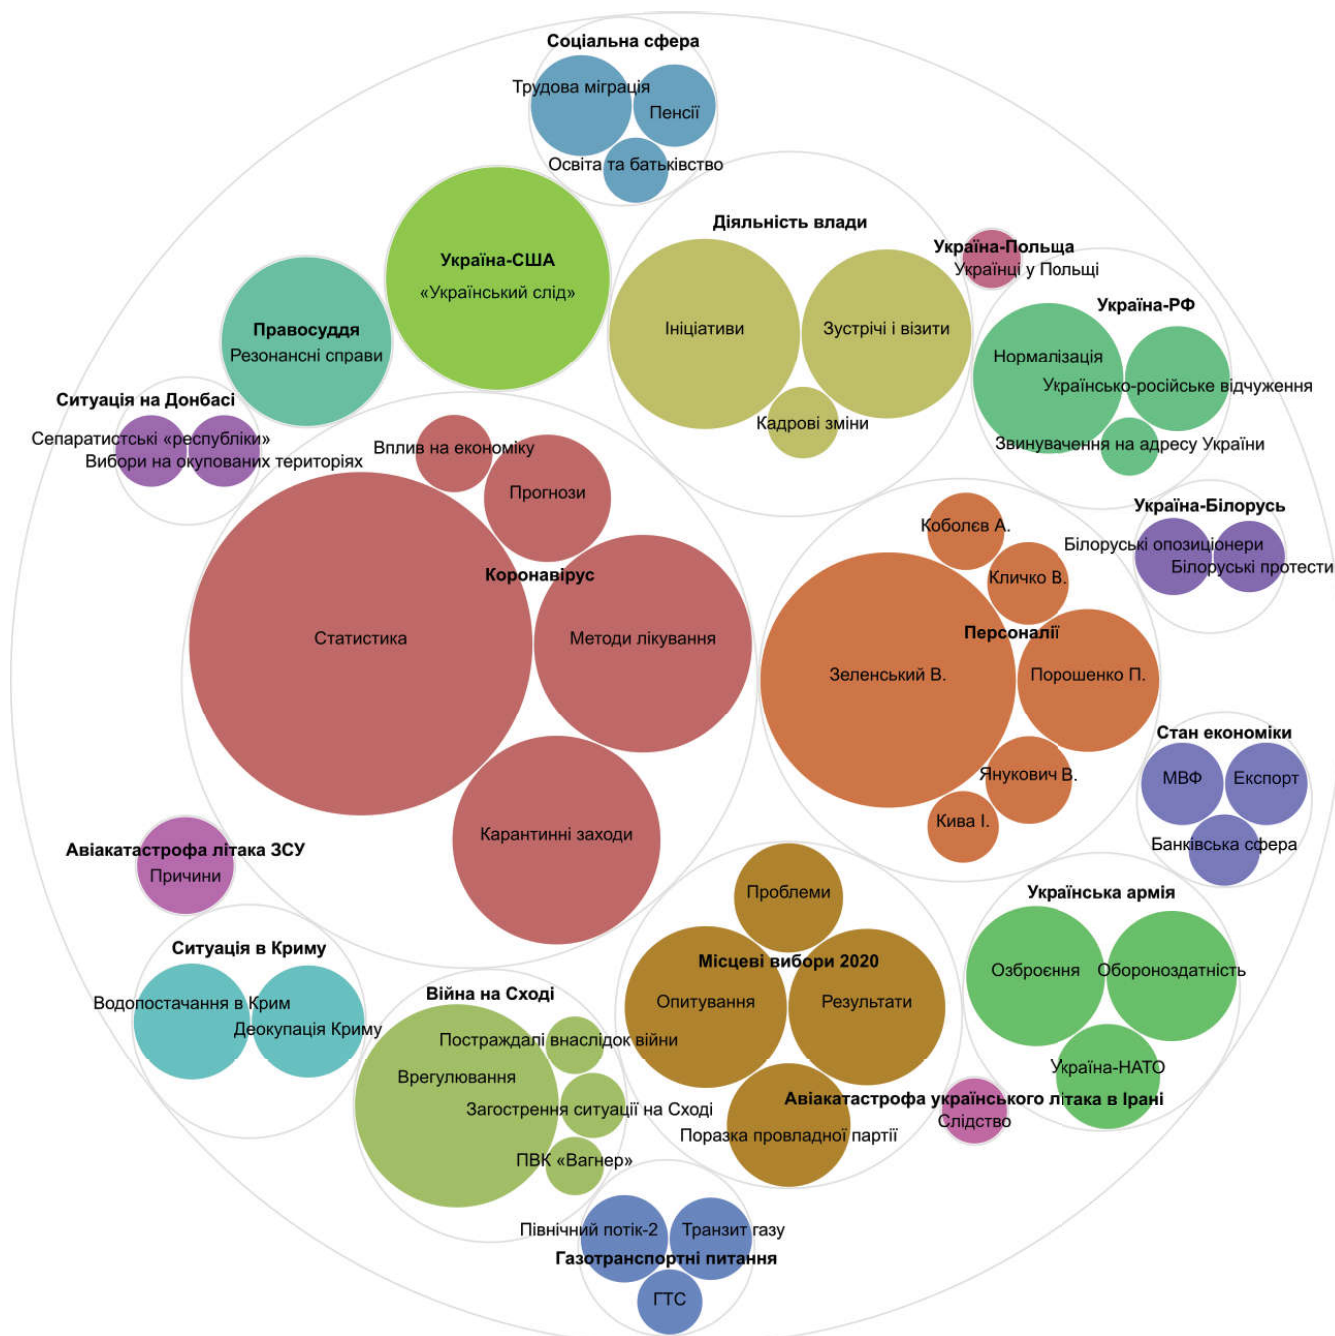 Соціальна сфера
Трудова міграція
Пенсії
Освіта та батьківство
Україна-США
«Український слід»
Діяльність влади
Ініціативи
Зустрічі і візити
Кадрові зміни
Україна-Польща
Українці у Польщі
Україна-РФ
Нормалізація
Українсько-російське відчуження
Звинувачення на адресу України
Правосуддя
Резонансні справи
Ситуація на Донбасі
Сепаратистські «республіки»
Вибори на окупованих територіях
Вплив на економіку
Прогнози
Коронавірус
Статистика
Методи лікування
Карантинні заходи
Коболєв А.
Кличко В.
Персоналії
Зеленський В.
Порошенко П.
Янукович В.
Кива І.
Україна-Білорусь
Білоруські опозиціонери
Білоруські протести
Стан економіки
МВФ
Експорт
Банківська сфера
Авіакатастрофа літака ЗСУ
Причини
Ситуація в Криму
Водопостачання в Крим
Деокупація Криму
Війна на Сході
Постраждалі внаслідок війни
Врегулювання
Загострення ситуації на Сході
ПВК «Вагнер»
Проблеми
Місцеві вибори 2020
Опитування
Результати
Поразка провладної партії
Українська армія
Озброєння
Обороноздатність
Україна-НАТО
Авіакатастрофа українського літака в Ірані
Слідство
Північний потік-2
Транзит газу
Газотранспортні питання
ГТС